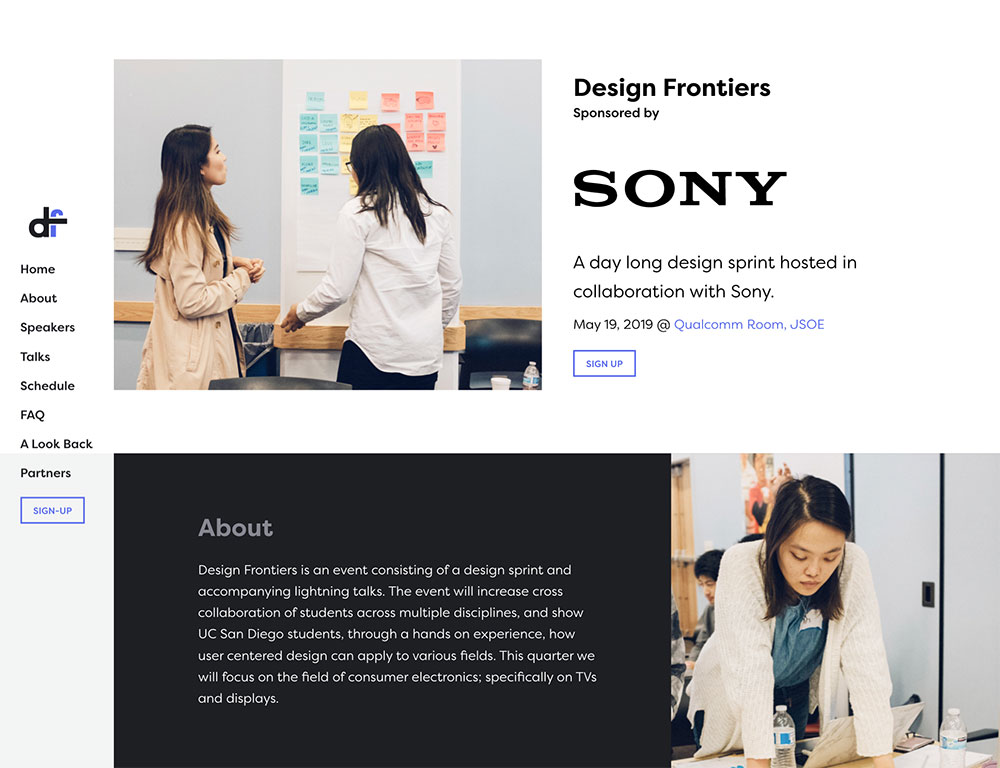 df
Home
About
Speakers
Talks
Schedule
FAQ
A Look Back
Partners
SIGN-UP
Design Frontiers
Sponsored by
SONY
A day long design sprint hosted in
collaboration with Sony.
May 19, 2019 @ Qualcomm Room, JSOE
SIGN UP
About
Design Frontiers is an event consisting of a design sprint and
accompanying lightning talks. The event will increase cross
collaboration of students across multiple disciplines, and show
UC San Diego students, through a hands on experience, how
user centered design can apply to various fields. This quarter we
will focus on the field of consumer electronics; specifically on TVs
and displays.